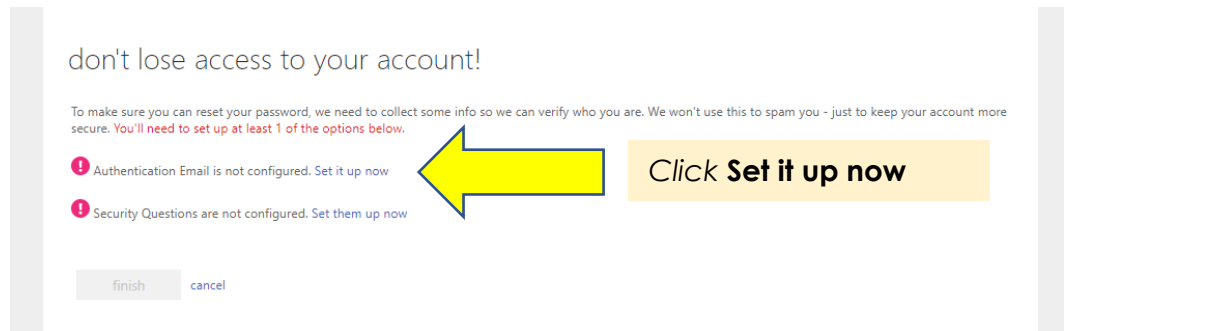 don't lose access to your account!
To make sure you can reset your password, we need to collect some info so we can verify who you are. We won't use this to spam you - just to keep your account more
secure. You'll need to set up at least 1 of the options below.
Authentication Email is not configured. Set it up now
Click Set it up now
Security Questions are not configured. Set them up now
finish cancel